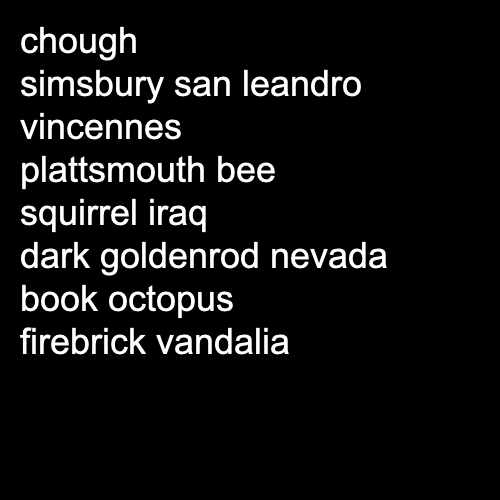 chough
simsbury san leandro
vincennes
plattsmouth bee
squirrel iraq
dark goldenrod nevada
book octopus
firebrick vandalia